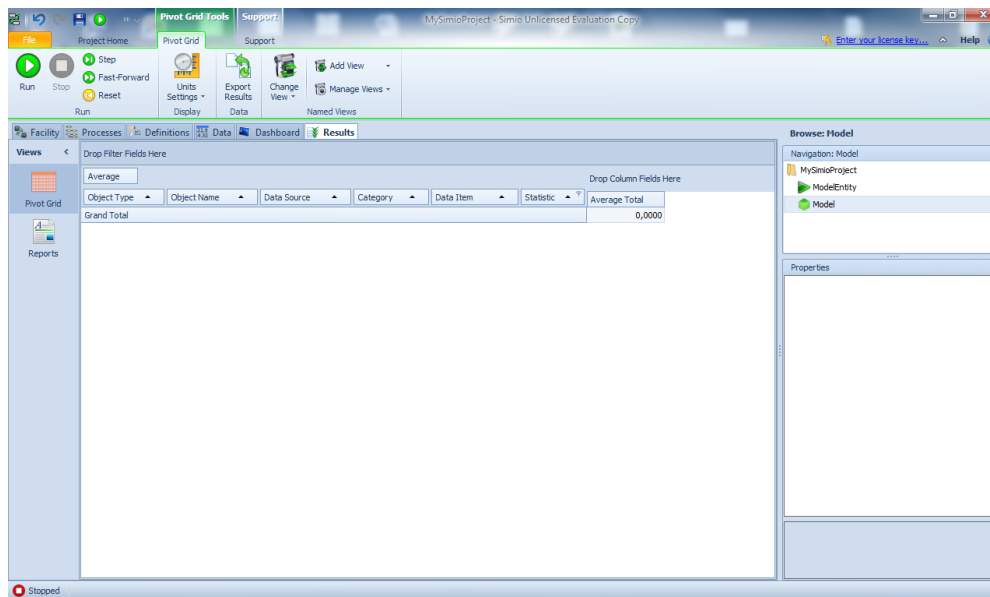 Pivot Grid Tools Support
MySimioProject - Simio Unlicensed Evaluation Copy
File Project Home Pivot Grid Support
Enter your license key... Help
Run Stop
Step
Fast-Forward
Reset
Units Settings
Export Results
Change View
Add View
Manage Views
Run Display Data Named Views
Facility Processes Definitions Data Dashboard Results
Browse: Model
Views < Drop Filter Fields Here
Navigation: Model
MySimioProject
ModelEntity
Model
Pivot Grid
Reports
Average
Drop Column Fields Here
Object Type Object Name Data Source Category Data Item Statistic Average Total
Grand Total 0,0000
Properties
Stopped